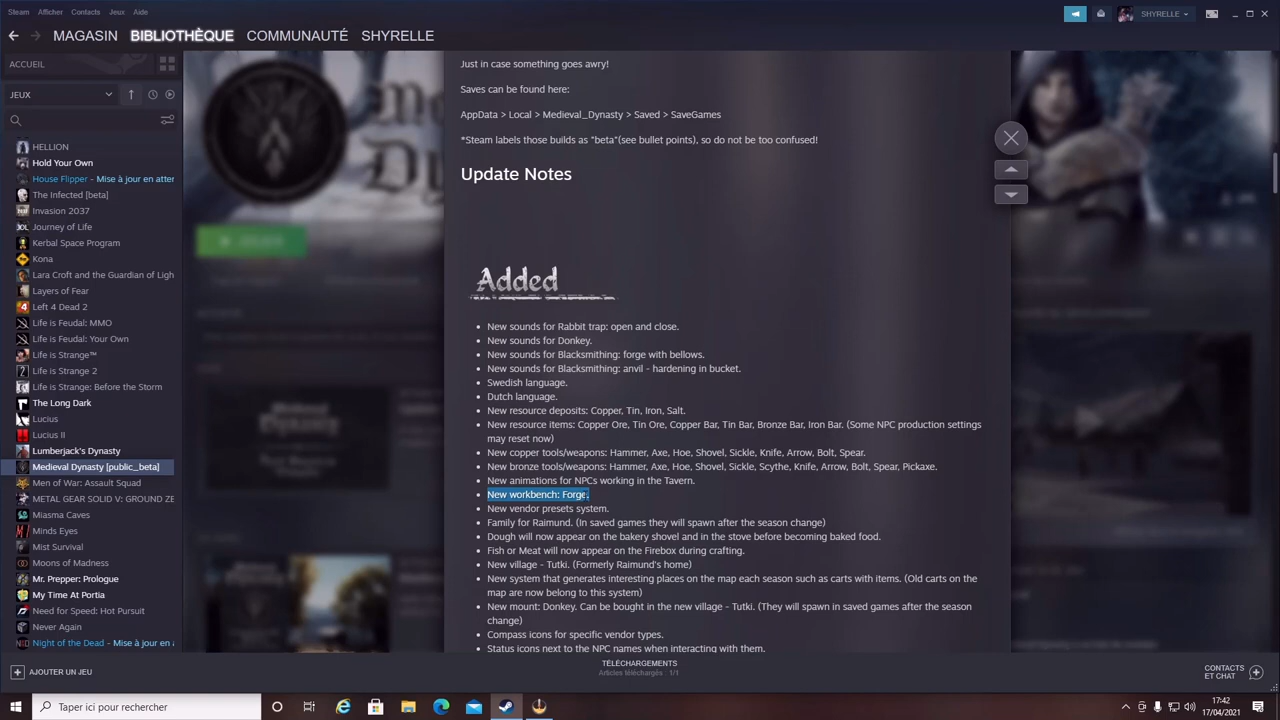 Steam Afficher Contacts Jeux Aide
SHYRELLE
MAGASIN BIBLIOTHÈQUE COMMUNAUTÉ SHYRELLE
ACCUEIL
JEUX
HELLION
Hold Your Own
House Flipper - Mise à jour en atter
The Infected [beta]
Invasion 2037
Journey of Life
Kerbal Space Program
Kona
Lara Croft and the Guardian of Ligh
Layers of Fear
Left 4 Dead 2
Life is Feudal: MMO
Life is Feudal: Your Own
Life is Strange™
Life is Strange 2
Life is Strange: Before the Storm
The Long Dark
Lucius
Lucius II
Lumberjack's Dynasty
Medieval Dynasty [public_beta]
Men of War: Assault Squad
METAL GEAR SOLID V: GROUND ZE
Miasma Caves
Minds Eyes
Mist Survival
Moons of Madness
Mr. Prepper: Prologue
My Time At Portia
Need for Speed: Hot Pursuit
Never Again
Night of the Dead - Mise à jour en a
Just in case something goes awry!
Saves can be found here:
AppData > Local > Medieval_Dynasty > Saved > SaveGames
*Steam labels those builds as "beta"(see bullet points), so do not be too confused!
Update Notes
Added
• New sounds for Rabbit trap: open and close.
• New sounds for Donkey.
• New sounds for Blacksmithing: forge with bellows.
• New sounds for Blacksmithing: anvil - hardening in bucket.
• Swedish language.
• Dutch language.
• New resource deposits: Copper, Tin, Iron, Salt.
• New resource items: Copper Ore, Tin Ore, Copper Bar, Tin Bar, Bronze Bar, Iron Bar. (Some NPC production settings
may reset now)
• New copper tools/weapons: Hammer, Axe, Hoe, Shovel, Sickle, Knife, Arrow, Bolt, Spear.
• New bronze tools/weapons: Hammer, Axe, Hoe, Shovel, Sickle, Scythe, Knife, Arrow, Bolt, Spear, Pickaxe.
• New animations for NPCs working in the Tavern.
• New workbench: Forge.
• New vendor presets system.
• Family for Raimund. (In saved games they will spawn after the season change)
• Dough will now appear on the bakery shovel and in the stove before becoming baked food.
• Fish or Meat will now appear on the Firebox during crafting.
• New village - Tutki. (Formerly Raimund's home)
• New system that generates interesting places on the map each season such as carts with items. (Old carts on the
map are now belong to this system)
• New mount: Donkey. Can be bought in the new village - Tutki. (They will spawn in saved games after the season
change)
• Compass icons for specific vendor types.
• Status icons next to the NPC names when interacting with them.
AJOUTER UN JEU
TÉLÉCHARGEMENTS
Articles téléchargés : 1/1
CONTACTS
ET CHAT
Taper ici pour rechercher
17:42
17/04/2021